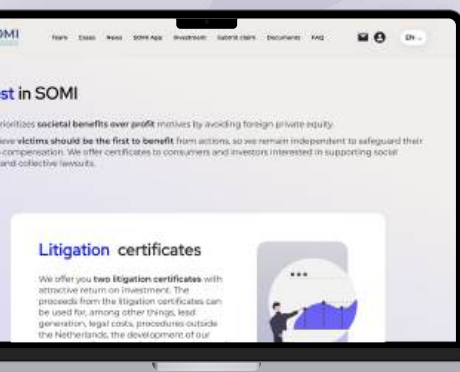 OMI Team Cases News SOMI App Investment Submit claim Documents FAQ EN
st in SOMI
rioritizes societal benefits over profit motives by avoiding foreign private equity.
eve victims should be the first to benefit from actions, so we remain independent to safeguard their
compensation. We offer certificates to consumers and investors interested in supporting social
and collective lawsuits.
Litigation certificates
We offer you two litigation certificates with
attractive return on investment. The
proceeds from the litigation certificates can
be used for, among other things, lead
generation, legal costs, procedures outside
the Netherlands, the development of our